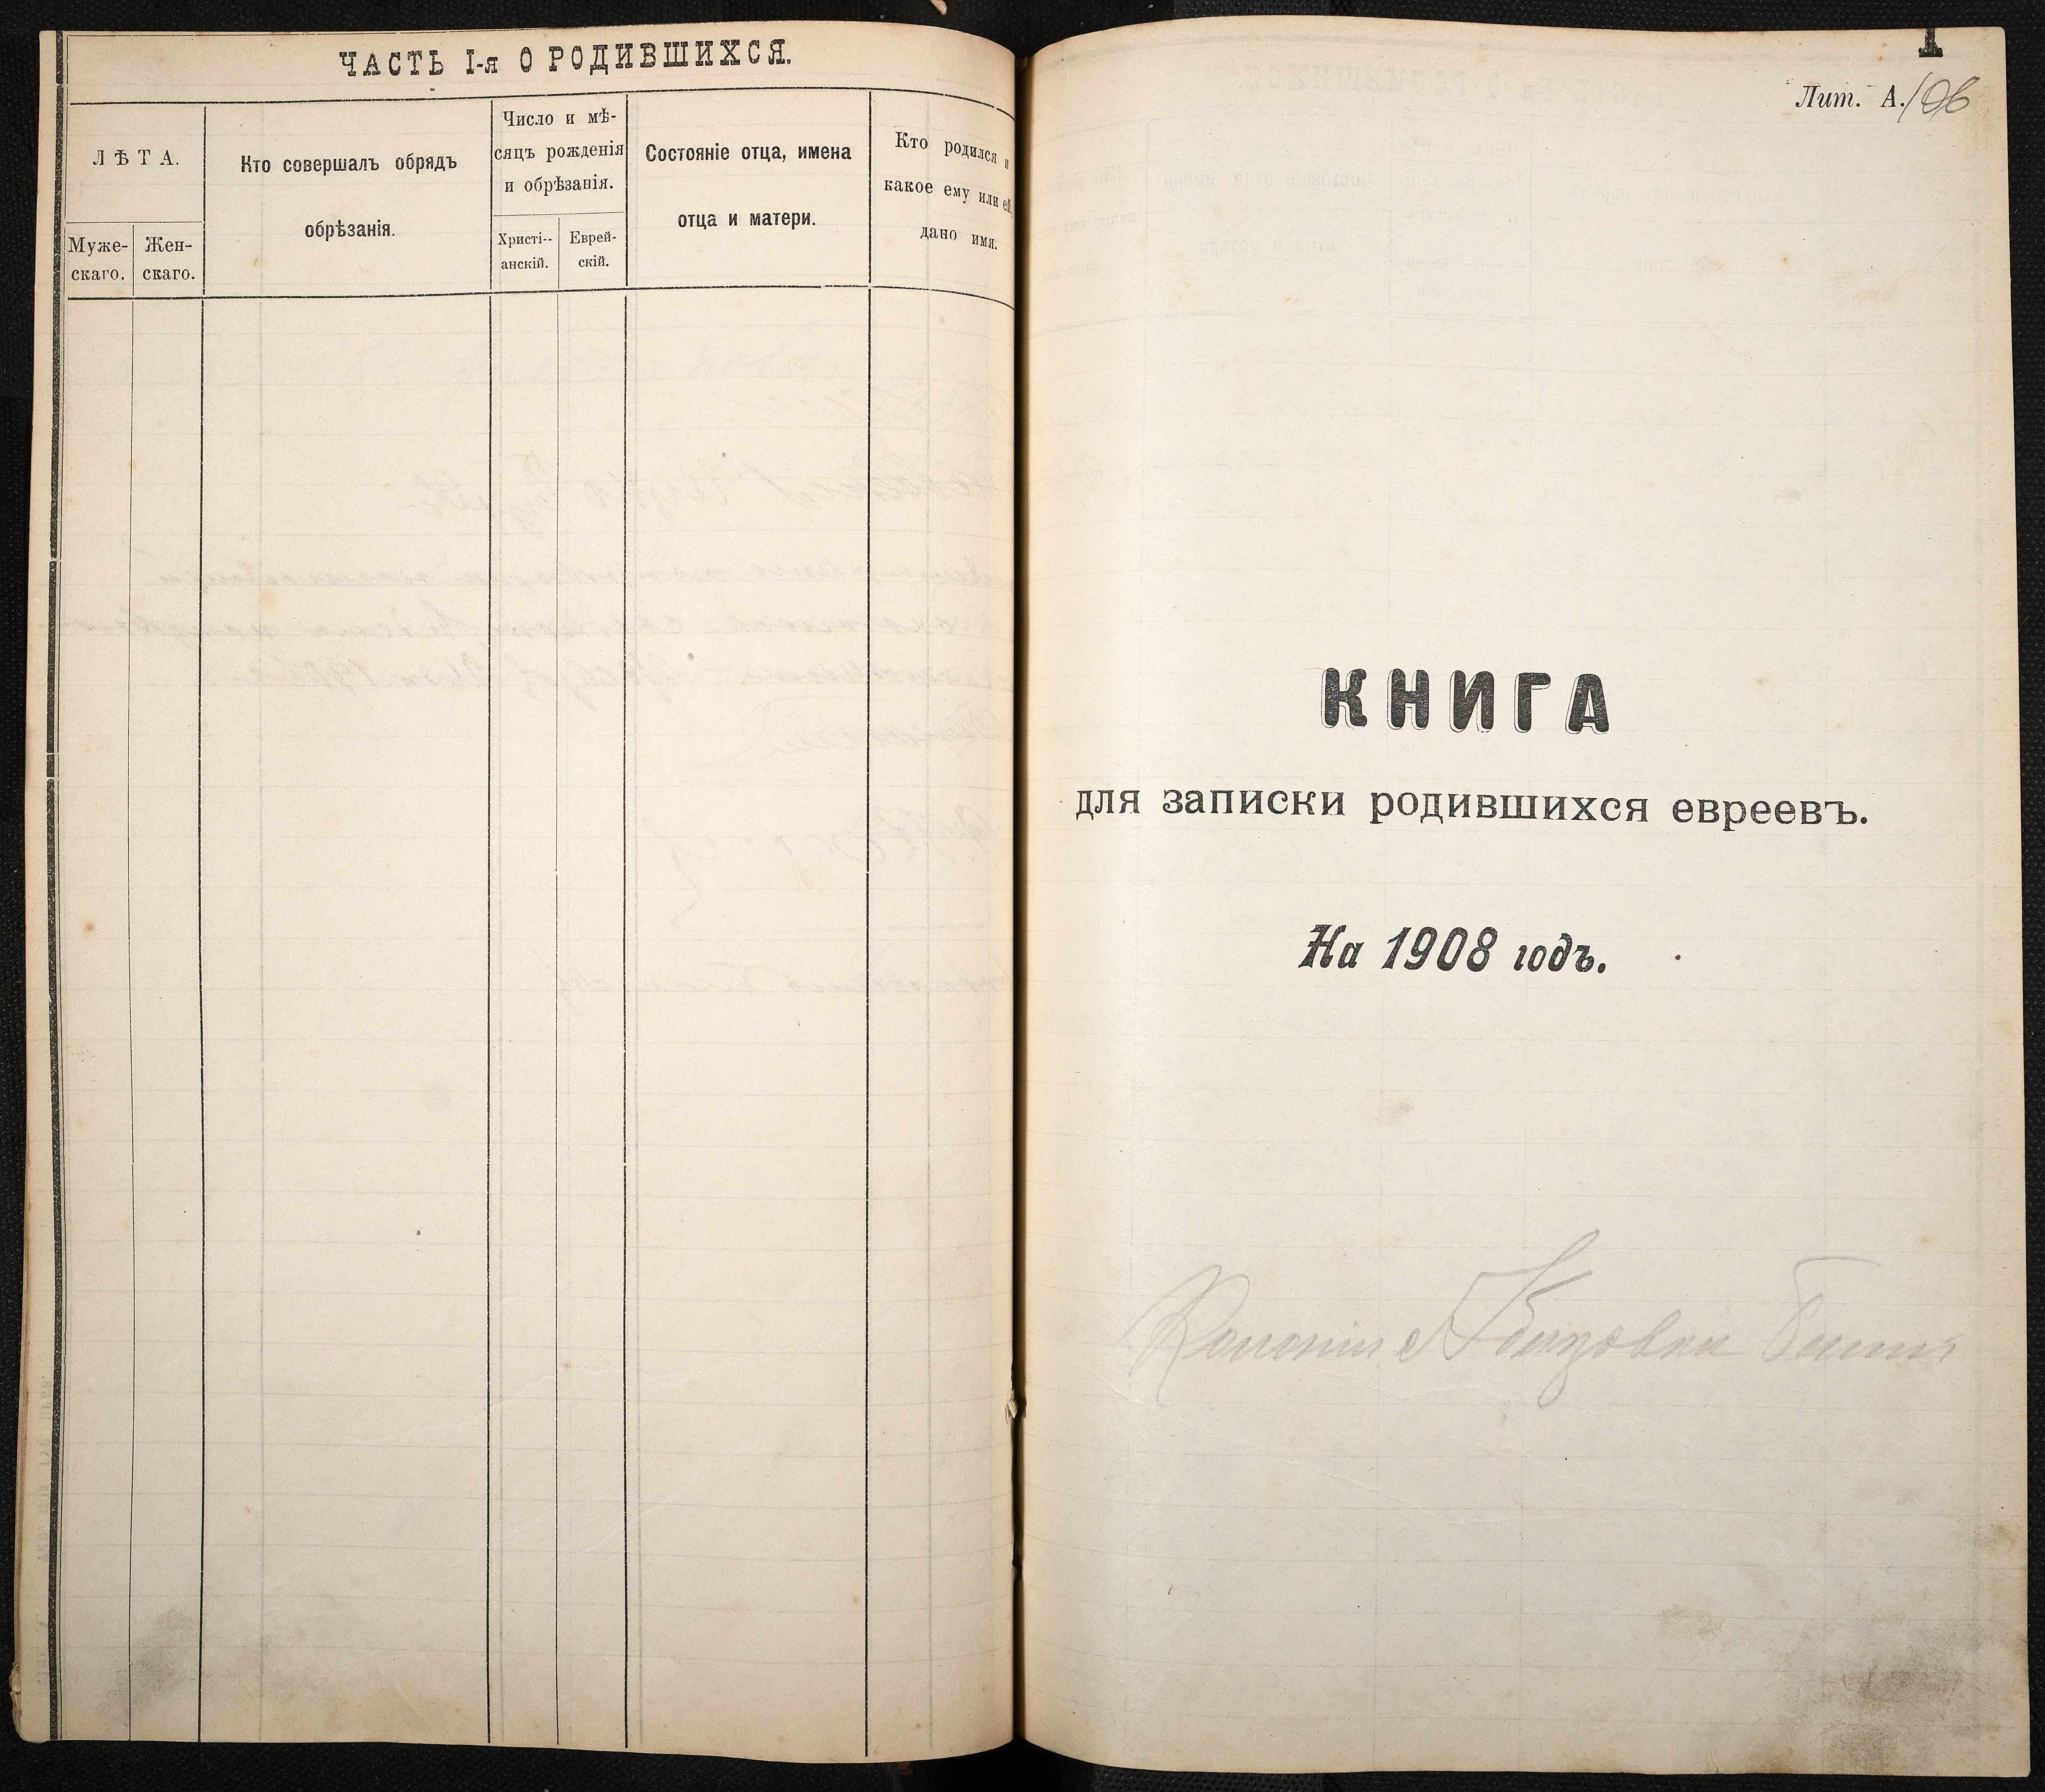 ЧАСТЬ I-я О РОДИВШИХСЯ.
ЛѢТА.
Муже-
скаго.
Жен-
скаго.
Кто совершалъ обрядъ
обрѣзанія.
Число и мѣ-
сяцъ рожденія
и обрѣзанія.
Христі-
анскій.
Еврей-
скій.
Состояніе отца, имена
отца и матери.
Кто родился и
какое ему или ей
дано имя.
1
Лит. А. 106
КНИГА
для записки родившихся евреевъ.
На 1908 годъ.